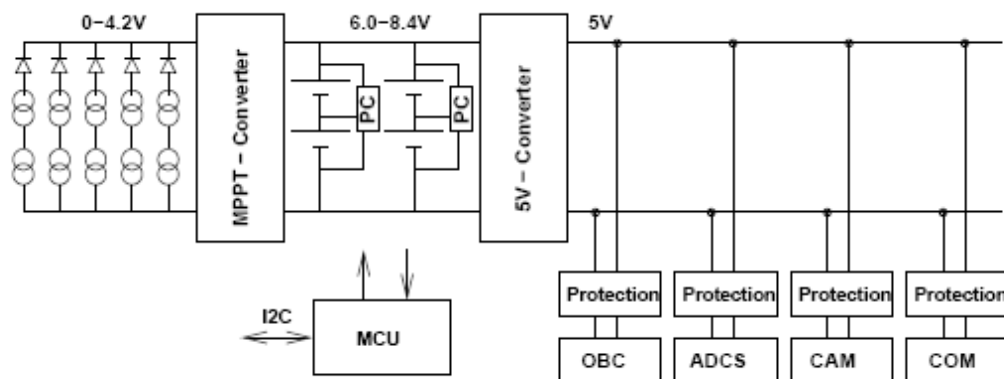 0−4.2V
6.0−8.4V
5V
MPPT − Converter
PC
PC
5V − Converter
I2C
MCU
Protection
Protection
Protection
Protection
OBC
ADCS
CAM
COM